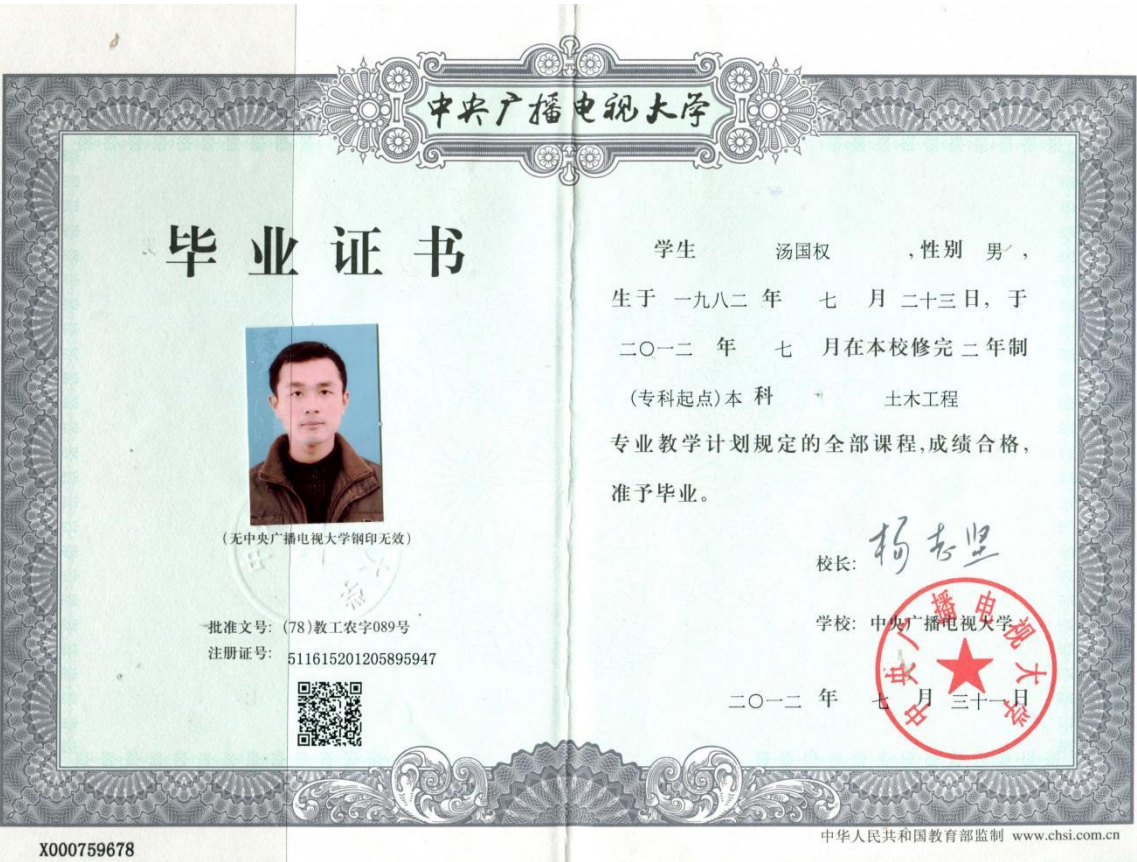 中央广播电视大学
毕业证书
(无中央广播电视大学钢印无效)
批准文号: (78)教工农字089号
注册证号: 511615201205895947
X000759678
学生 汤国权 ,性别 男,
生于 一九八二 年 七 月 二十三日, 于
二〇一二 年 七 月在本校修完 二 年制
(专科起点)本 科 土木工程
专业教学计划规定的全部课程,成绩合格,
准予毕业。
校长: 杨志坚
学校: 中央广播电视大学
中央广播电视大学
二〇一二 年 七 月 三十一日
中华人民共和国教育部监制 www.chsi.com.cn